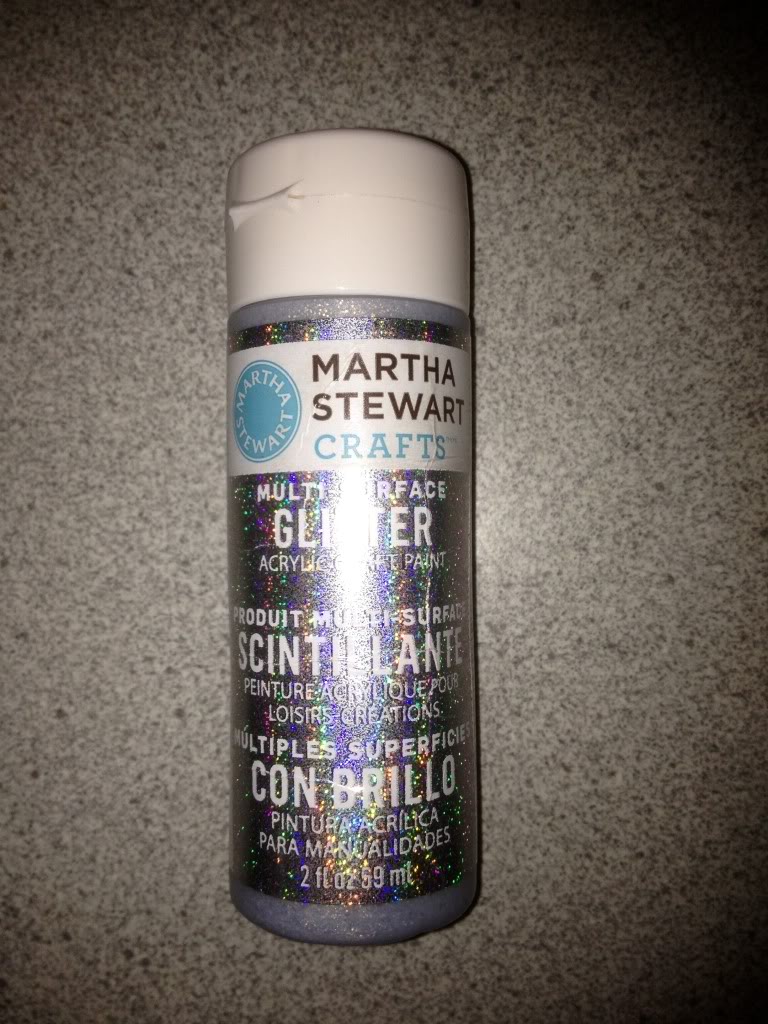 MARTHA
STEWART
MARTHA
STEWART
CRAFTS
MULTI-SURFACE
GLITTER
ACRYLIC CRAFT PAINT
PRODUIT MULTI-SURFACE
SCINTILLANTE
PEINTURE ACRYLIQUE POUR
LOISIRS CRÉATIONS
MÚLTIPLES SUPERFICIES
CON BRILLO
PINTURA ACRÍLICA
PARA MANUALIDADES
2 fl oz 59 ml